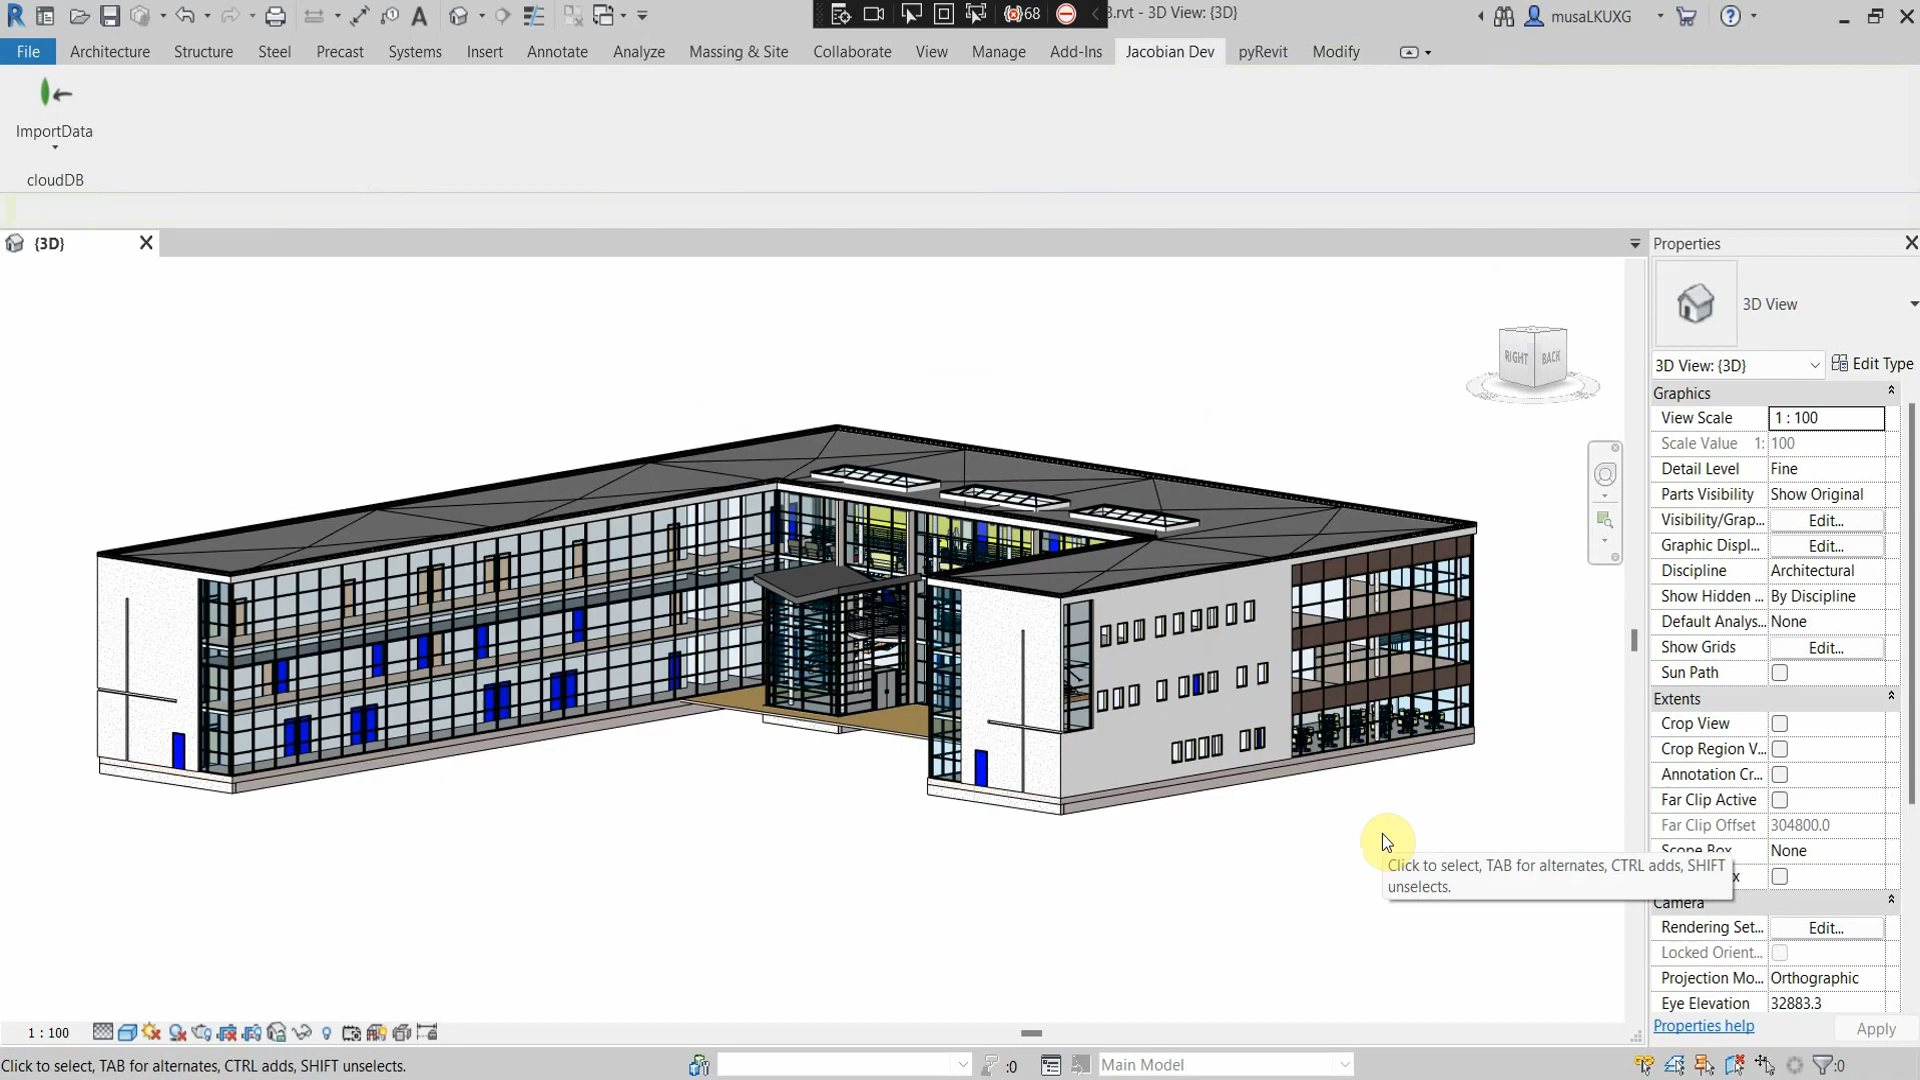 68
3.rvt - 3D View: {3D}
musaLKUXG
File Architecture Structure Steel Precast Systems Insert Annotate Analyze Massing & Site Collaborate View Manage Add-Ins Jacobian Dev pyRevit Modify
ImportData
cloudDB
{3D}
RIGHT BACK
Properties
3D View
3D View: {3D} Edit Type
Graphics
View Scale 1 : 100
Scale Value 1: 100
Detail Level Fine
Parts Visibility Show Original
Visibility/Grap... Edit...
Graphic Displ... Edit...
Discipline Architectural
Show Hidden ... By Discipline
Default Analys... None
Show Grids Edit...
Sun Path
Extents
Crop View
Crop Region V...
Annotation Cr...
Far Clip Active
Far Clip Offset 304800.0
Scope Box None
x
Click to select, TAB for alternates, CTRL adds, SHIFT
unselects.
Camera
Rendering Set... Edit...
Locked Orient...
Projection Mo... Orthographic
Eye Elevation 32883.3
Properties help Apply
1 : 100
Click to select, TAB for alternates, CTRL adds, SHIFT unselects.
:0
Main Model
:0